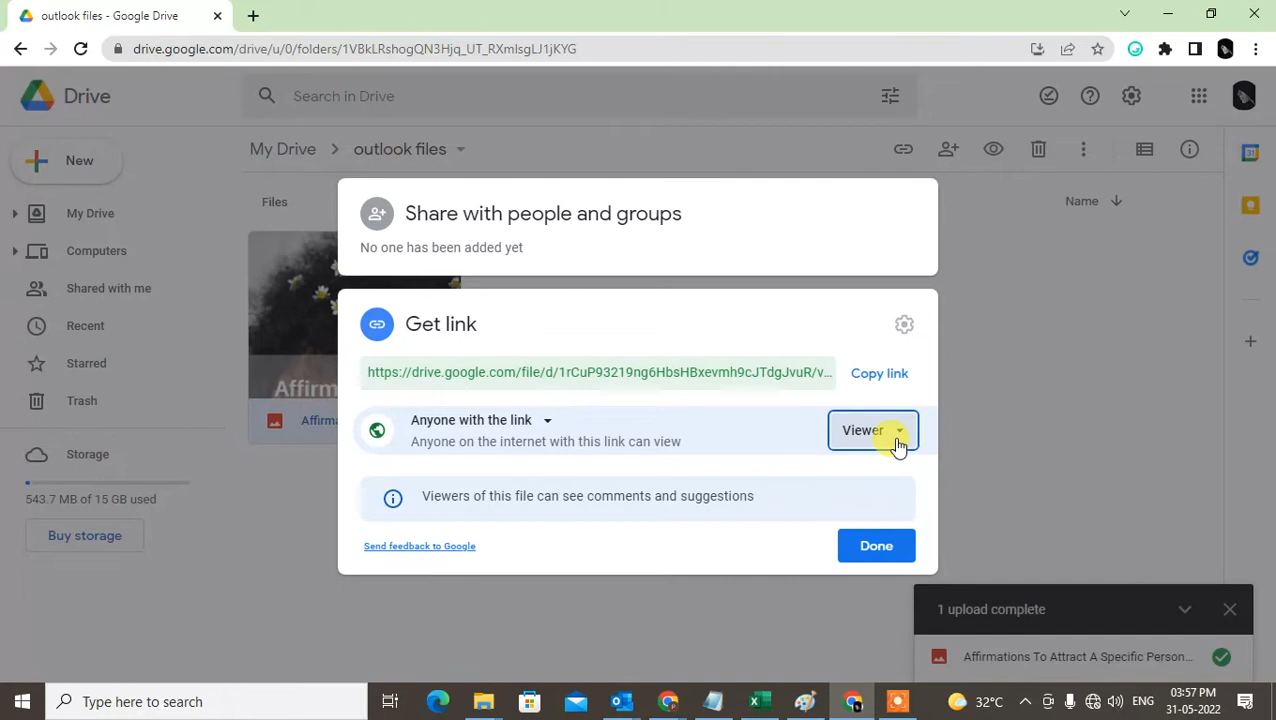 outlook files - Google Drive
drive.google.com/drive/u/0/folders/1VBkLRshogQN3Hjq_UT_RXmlsgLJ1jKYG
Drive
Search in Drive
New
My Drive
outlook files
Share with people and groups
No one has been added yet
Files
Name
My Drive
Computers
Shared with me
Recent
Starred
Trash
Storage
543.7 MB of 15 GB used
Buy storage
Affirm
Affirma
Get link
https://drive.google.com/file/d/1rCuP93219ng6HbsHBxevmh9cJTdgJvuR/v...
Copy link
Anyone with the link
Anyone on the internet with this link can view
Viewer
Viewers of this file can see comments and suggestions
Send feedback to Google
Done
1 upload complete
Affirmations To Attract A Specific Person...
31
Type here to search
32°C
ENG
03:57 PM
31-05-2022